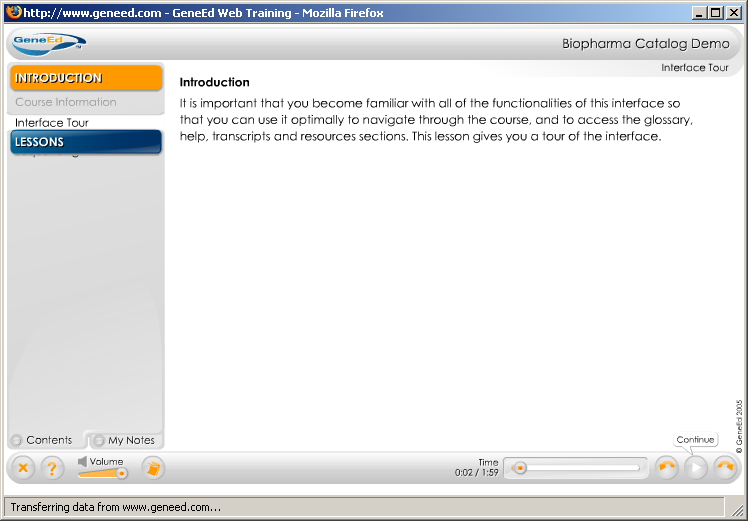 http://www.geneed.com - GeneEd Web Training - Mozilla Firefox
GeneEd TM
Biopharma Catalog Demo
Interface Tour
INTRODUCTION
Course Information
Interface Tour
LESSONS
Introduction
It is important that you become familiar with all of the functionalities of this interface so
that you can use it optimally to navigate through the course, and to access the glossary,
help, transcripts and resources sections. This lesson gives you a tour of the interface.
© GeneEd 2005
Contents
My Notes
Continue
Volume
Time
0:02 / 1:59
Transferring data from www.geneed.com...